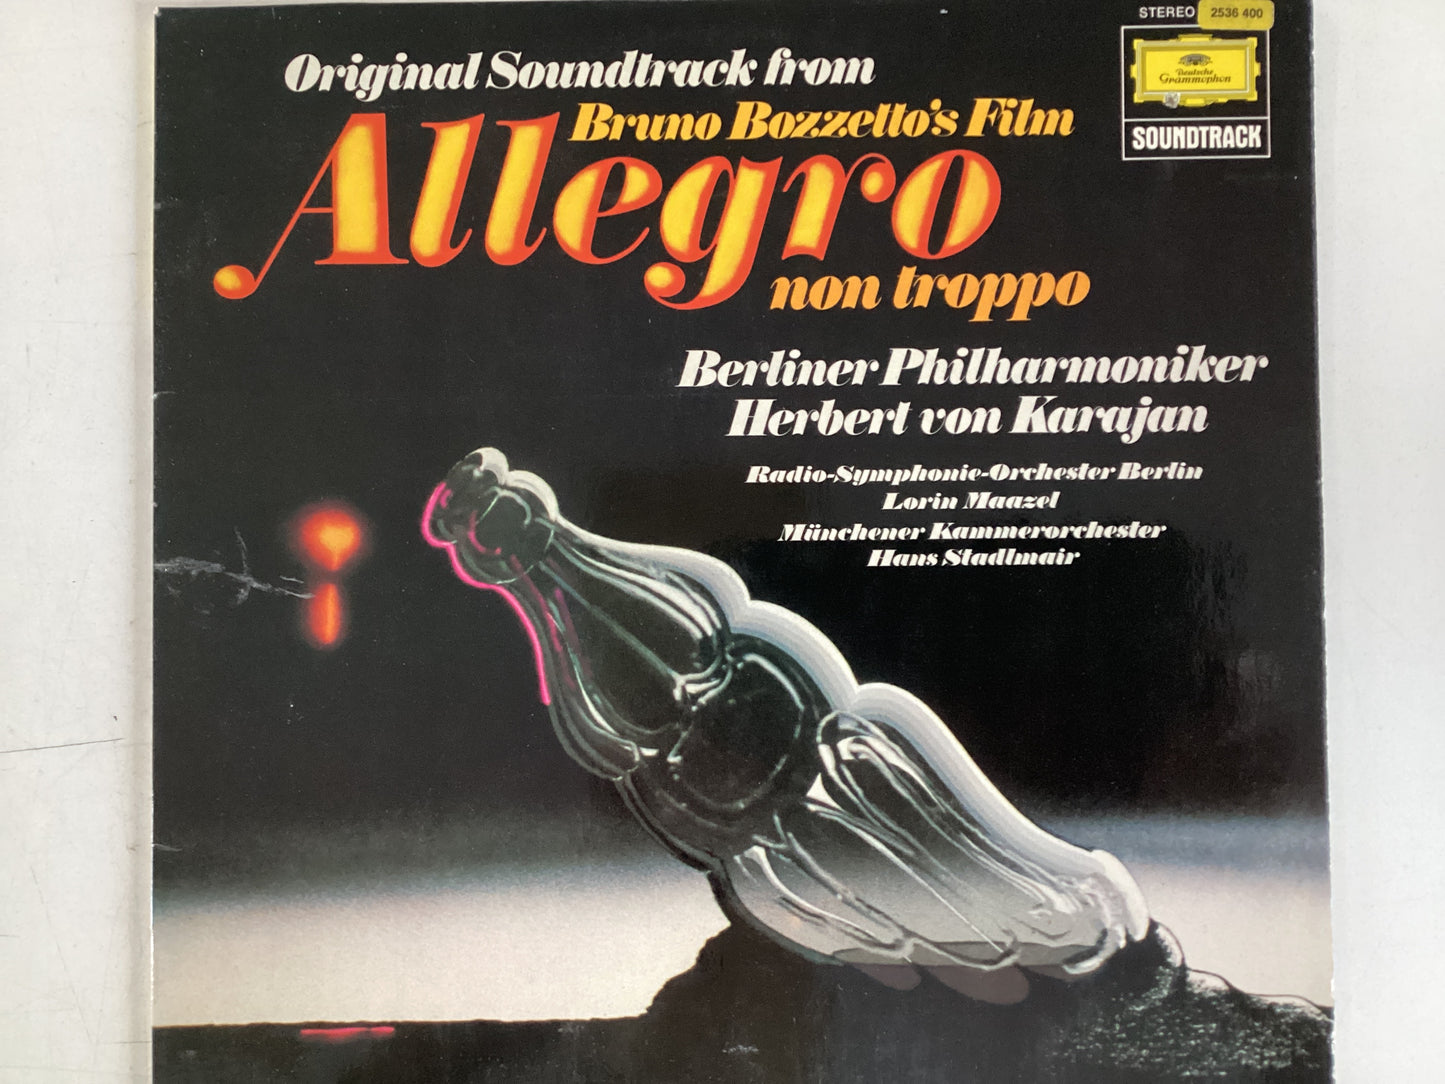 STEREO 2536 400
Deutsche
Grammophon
SOUNDTRACK
Original Soundtrack from
Bruno Bozzetto's Film
Allegro
non troppo
Berliner Philharmoniker
Herbert von Karajan
Radio-Symphonie-Orchester Berlin
Lorin Maazel
Münchener Kammerorchester
Hans Stadlmair